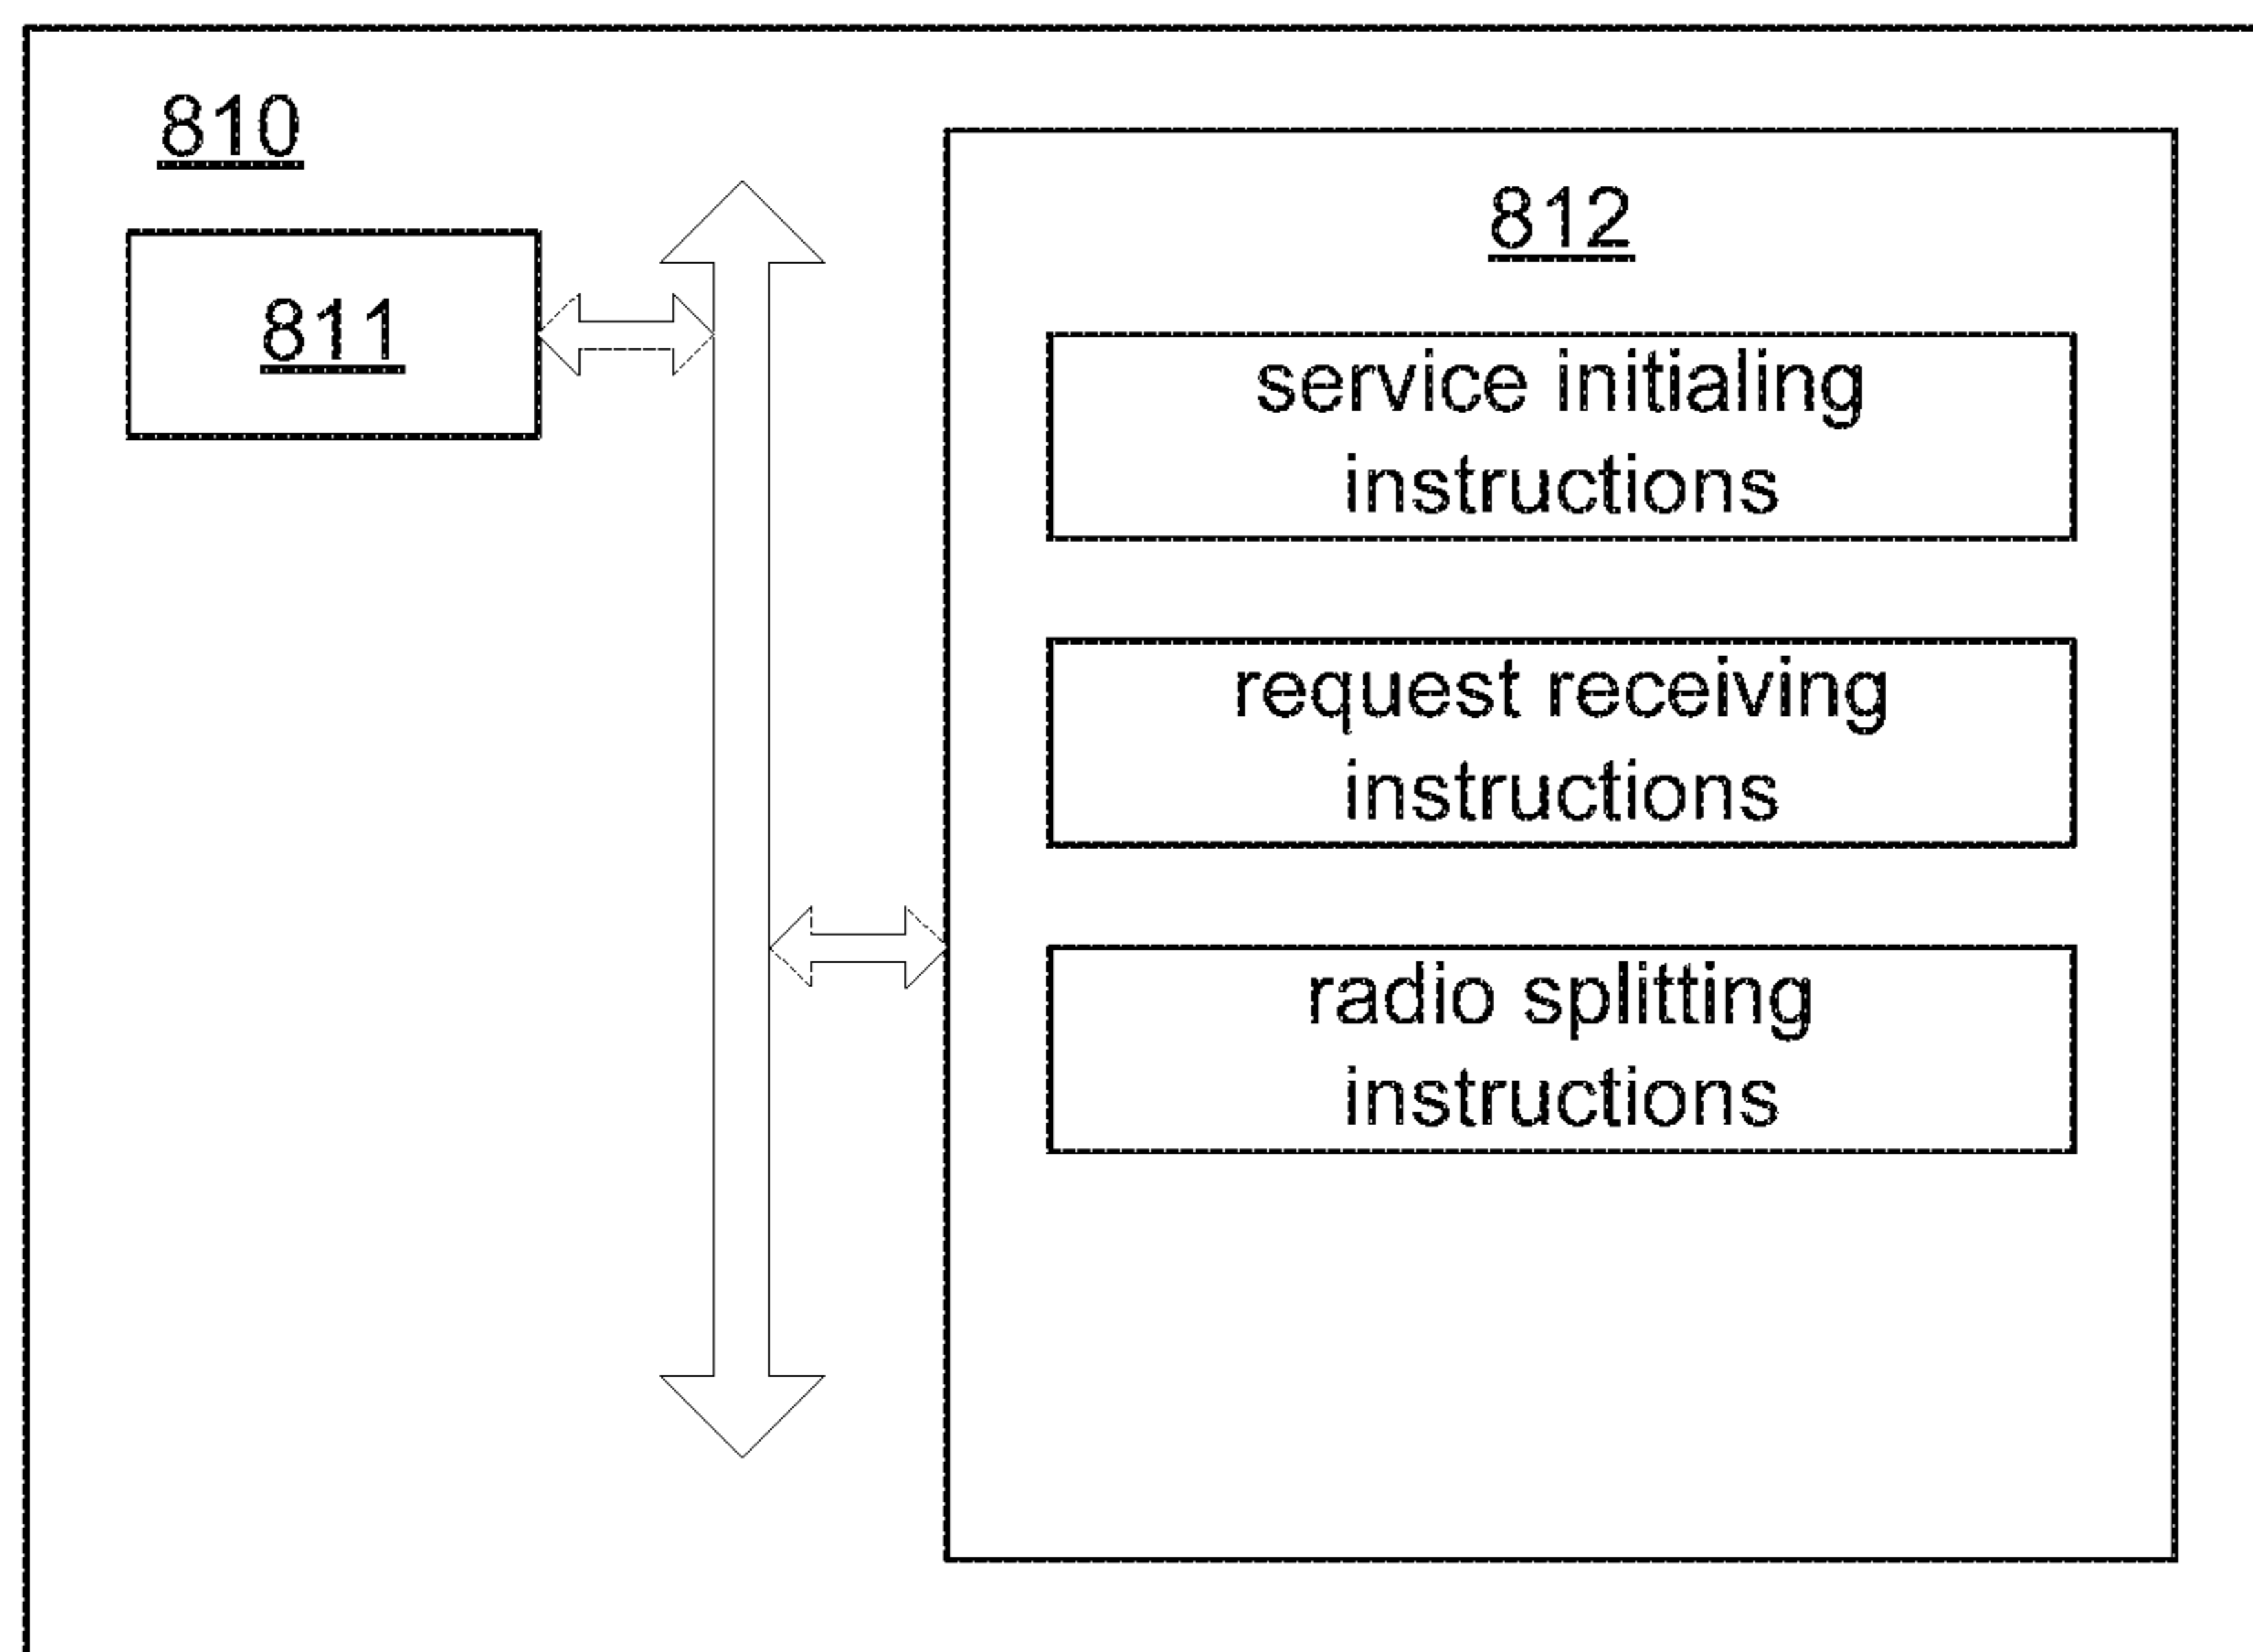 810
811
812
service initialing
instructions
request receiving
instructions
radio splitting
instructions